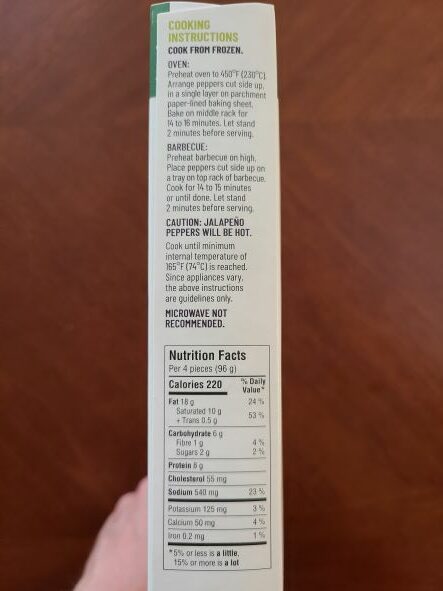 COOKING
INSTRUCTIONS
COOK FROM FROZEN.
OVEN:
Preheat oven to 450°F (230°C).
Arrange peppers cut side up,
in a single layer on parchment
paper-lined baking sheet.
Bake on middle rack for
14 to 16 minutes. Let stand
2 minutes before serving.
BARBECUE:
Preheat barbecue on high.
Place peppers cut side up on
a tray on top rack of barbecue.
Cook for 14 to 15 minutes
or until done. Let stand
2 minutes before serving.
CAUTION: JALAPEÑO
PEPPERS WILL BE HOT.
Cook until minimum
internal temperature of
165°F (74°C) is reached.
Since appliances vary,
the above instructions
are guidelines only.
MICROWAVE NOT
RECOMMENDED.
Nutrition Facts
Per 4 pieces (96 g)
Calories 220 % Daily Value*
Fat 18 g 24 %
Saturated 10 g
+ Trans 0.5 g 53 %
Carbohydrate 6 g
Fibre 1 g 4 %
Sugars 2 g 2 %
Protein 8 g
Cholesterol 55 mg
Sodium 540 mg 23 %
Potassium 125 mg 3 %
Calcium 50 mg 4 %
Iron 0.2 mg 1 %
*5% or less is a little,
15% or more is a lot